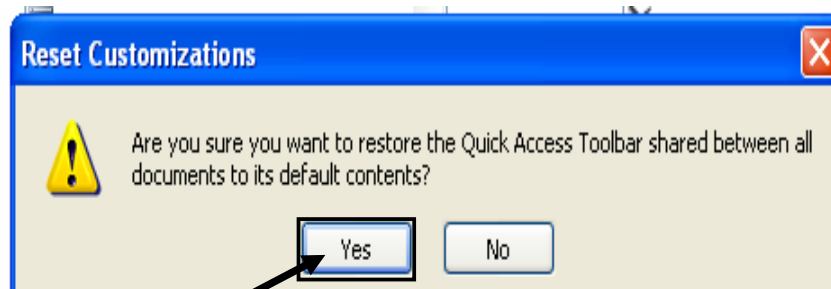 Reset Customizations
Are you sure you want to restore the Quick Access Toolbar shared between all
documents to its default contents?
Yes No